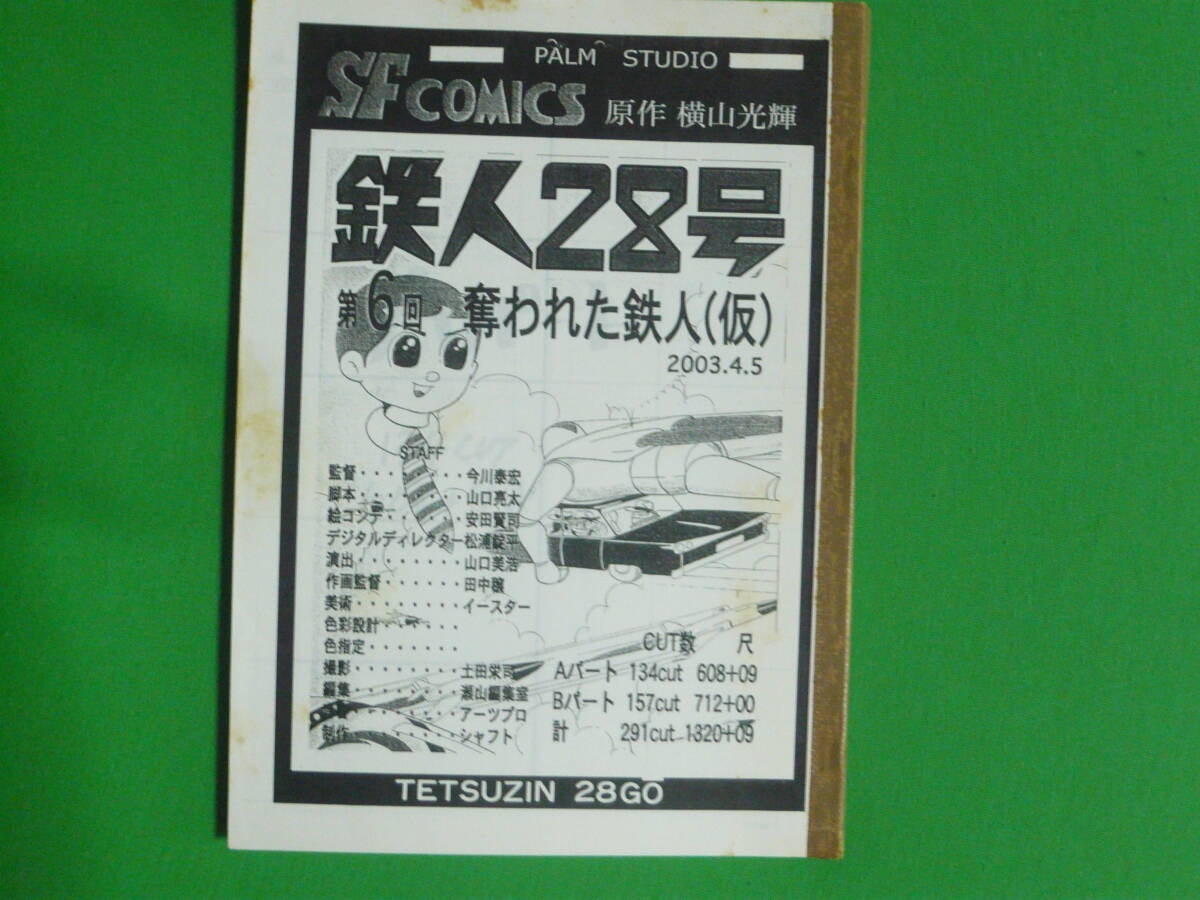 PALM STUDIO
SF COMICS 原作 横山光輝
鉄人28号
第6回 奪われた鉄人(仮)
2003.4.5
STAFF
監督・・・・・・・・今川泰宏
脚本・・・・・・・・山口亮太
絵コンテ・・・・・・安田賢司
デジタルディレクター松浦錠平
演出・・・・・・・・山口美浩
作画監督・・・・・・田中穣
美術・・・・・・・・イースター
色彩設計・・・・・・
色指定・・・・・・・
撮影・・・・・・・・土田栄司
編集・・・・・・・・瀬山編集室
・・・・・・・・アーツプロ
制作・・・・・・・・シャフト
CUT数 尺
Aパート 134cut 608+09
Bパート 157cut 712+00
計 291cut 1320+09
TETSUZIN 28GO